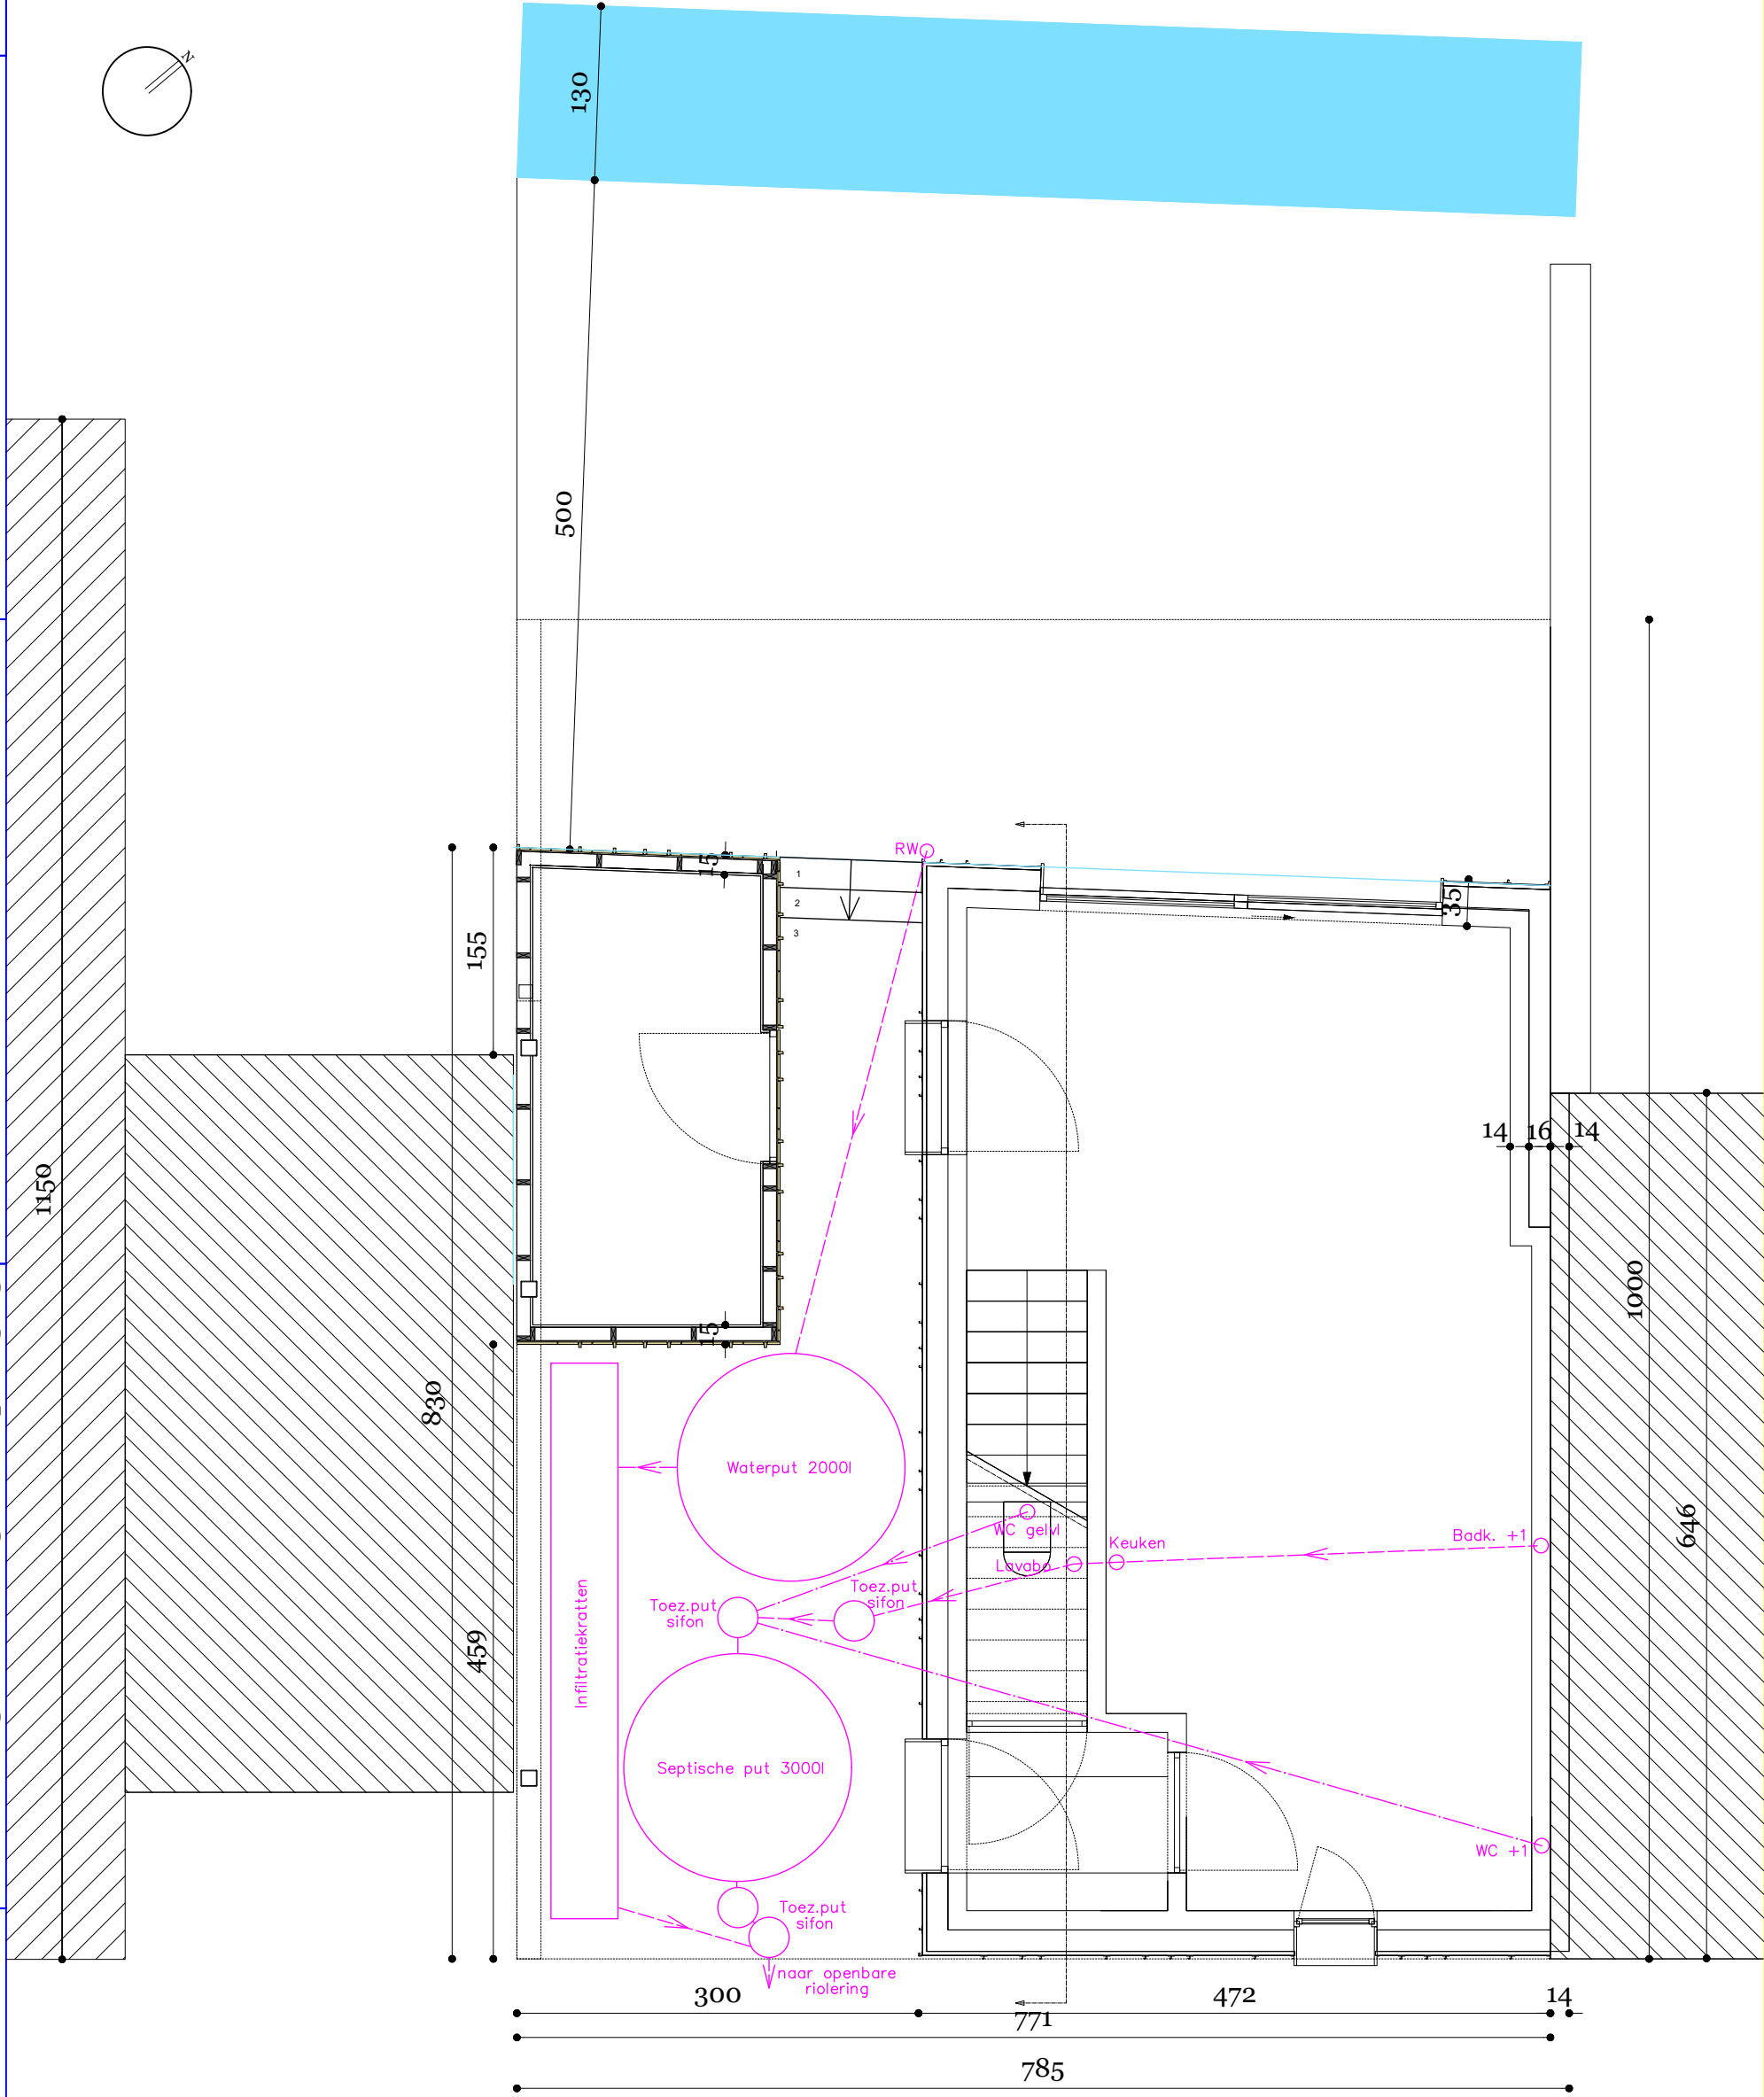 N
130
500
RW
1
2
3
15
35
155
14
16
14
1150
1000
15
830
Waterput 2000l
646
WC gelvl
Keuken
Badk. +1
Lavabo
Toez.put
sifon
Toez.put
sifon
Infiltratiekratten
459
Septische put 3000l
WC +1
Toez.put
sifon
naar openbare
riolering
300
472
14
771
785